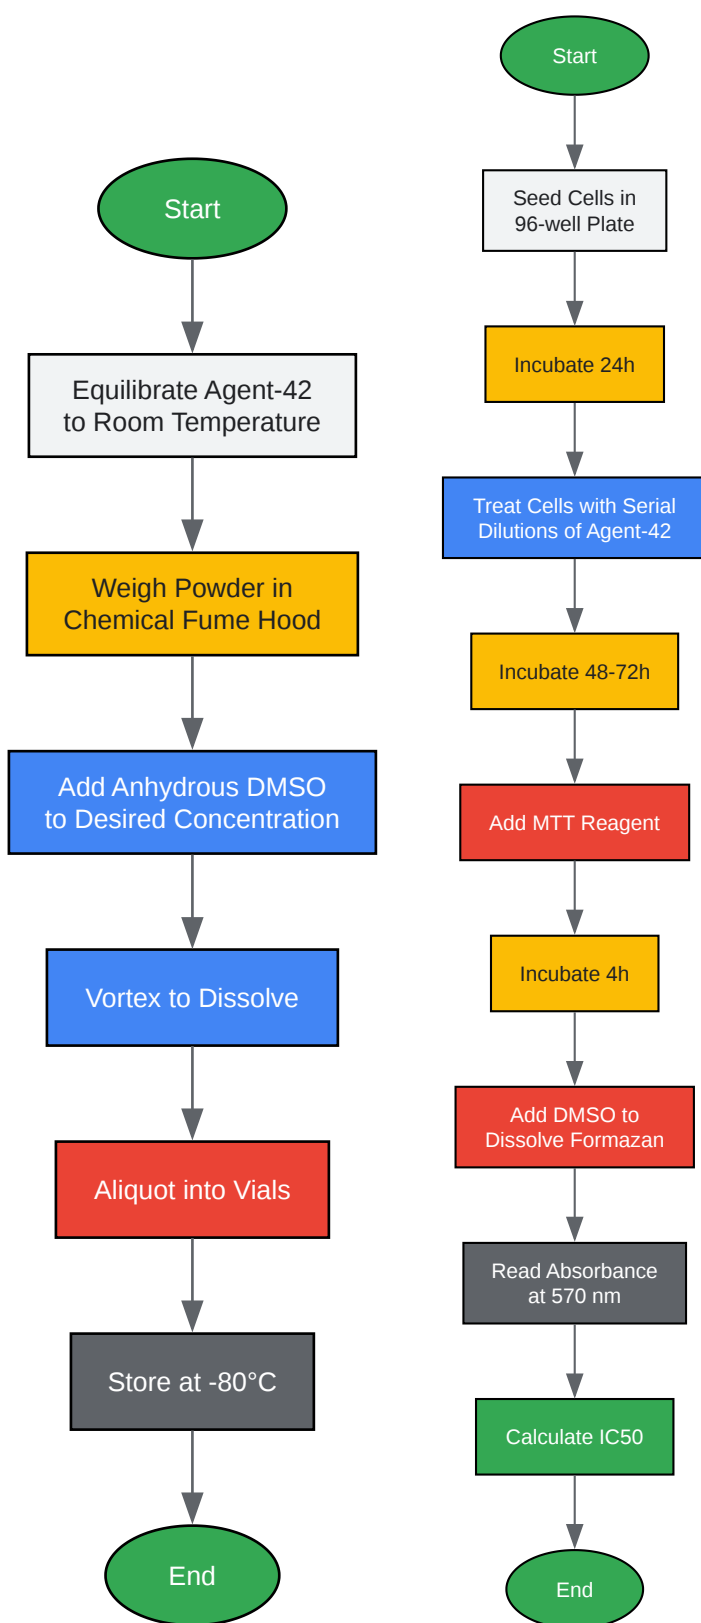 Start
Equilibrate Agent-42
to Room Temperature
Weigh Powder in
Chemical Fume Hood
Add Anhydrous DMSO
to Desired Concentration
Vortex to Dissolve
Aliquot into Vials
Store at -80°C
End
Start
Seed Cells in
96-well Plate
Incubate 24h
Treat Cells with Serial
Dilutions of Agent-42
Incubate 48-72h
Add MTT Reagent
Incubate 4h
Add DMSO to
Dissolve Formazan
Read Absorbance
at 570 nm
Calculate IC50
End